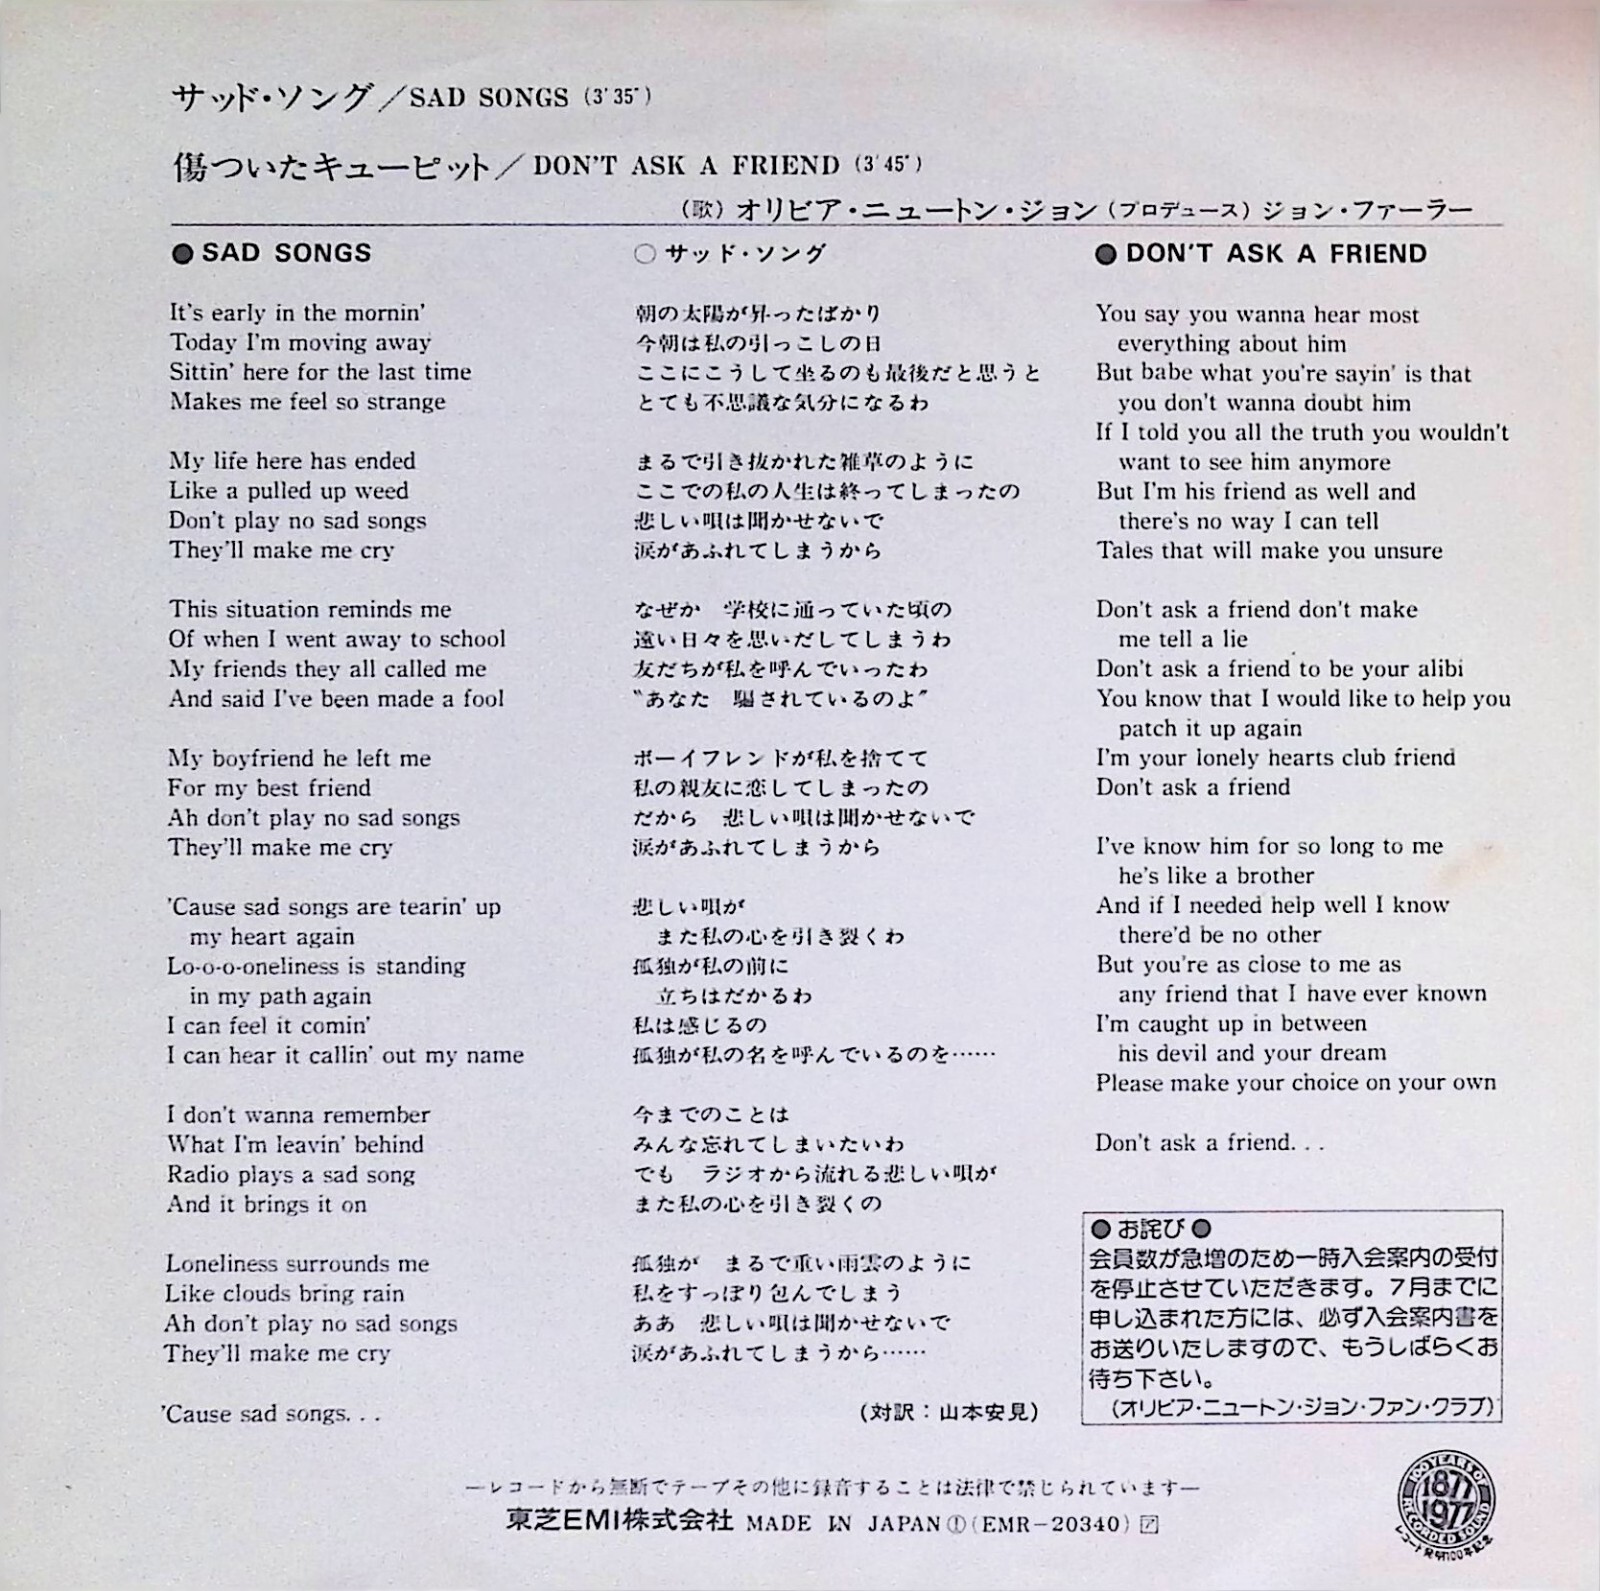 サッド・ソング／SAD SONGS (3'35")
傷ついたキューピット／DON'T ASK A FRIEND (3'45")
(歌) オリビア・ニュートン・ジョン (プロデュース) ジョン・ファーラー
●SAD SONGS
It's early in the mornin'
Today I'm moving away
Sittin' here for the last time
Makes me feel so strange
My life here has ended
Like a pulled up weed
Don't play no sad songs
They'll make me cry
This situation reminds me
Of when I went away to school
My friends they all called me
And said I've been made a fool
My boyfriend he left me
For my best friend
Ah don't play no sad songs
They'll make me cry
'Cause sad songs are tearin' up
my heart again
Lo-o-o-oneliness is standing
in my path again
I can feel it comin'
I can hear it callin' out my name
I don't wanna remember
What I'm leavin' behind
Radio plays a sad song
And it brings it on
Loneliness surrounds me
Like clouds bring rain
Ah don't play no sad songs
They'll make me cry
'Cause sad songs. . .
○サッド・ソング
朝の太陽が昇ったばかり
今朝は私の引っこしの日
ここにこうして坐るのも最後だと思うと
とても不思議な気分になるわ
まるで引き抜かれた雑草のように
ここでの私の人生は終ってしまったの
悲しい唄は聞かせないで
涙があふれてしまうから
なぜか　学校に通っていた頃の
遠い日々を思いだしてしまうわ
友だちが私を呼んでいったわ
"あなた　騙されているのよ"
ボーイフレンドが私を捨てて
私の親友に恋してしまったの
だから　悲しい唄は聞かせないで
涙があふれてしまうから
悲しい唄が
また私の心を引き裂くわ
孤独が私の前に
立ちはだかるわ
私は感じるの
孤独が私の名を呼んでいるのを……
今までのことは
みんな忘れてしまいたいわ
でも　ラジオから流れる悲しい唄が
また私の心を引き裂くの
孤独が　まるで重い雨雲のように
私をすっぽり包んでしまう
ああ　悲しい唄は聞かせないで
涙があふれてしまうから……
(対訳：山本安見)
●DON'T ASK A FRIEND
You say you wanna hear most
everything about him
But babe what you're sayin' is that
you don't wanna doubt him
If I told you all the truth you wouldn't
want to see him anymore
But I'm his friend as well and
there's no way I can tell
Tales that will make you unsure
Don't ask a friend don't make
me tell a lie
Don't ask a friend to be your alibi
You know that I would like to help you
patch it up again
I'm your lonely hearts club friend
Don't ask a friend
I've know him for so long to me
he's like a brother
And if I needed help well I know
there'd be no other
But you're as close to me as
any friend that I have ever known
I'm caught up in between
his devil and your dream
Please make your choice on your own
Don't ask a friend. . .
●お詫び●
会員数が急増のため一時入会案内の受付
を停止させていただきます。7月までに
申し込まれた方には、必ず入会案内書を
お送りいたしますので、もうしばらくお
待ち下さい。
(オリビア・ニュートン・ジョン・ファン・クラブ)
—レコードから無断でテープその他に録音することは法律で禁じられています—
東芝EMI株式会社 MADE IN JAPAN Ⓘ (EMR-20340) ア
100 YEARS OF
1877
1977
RECORDED SOUND
レコード発明100年記念